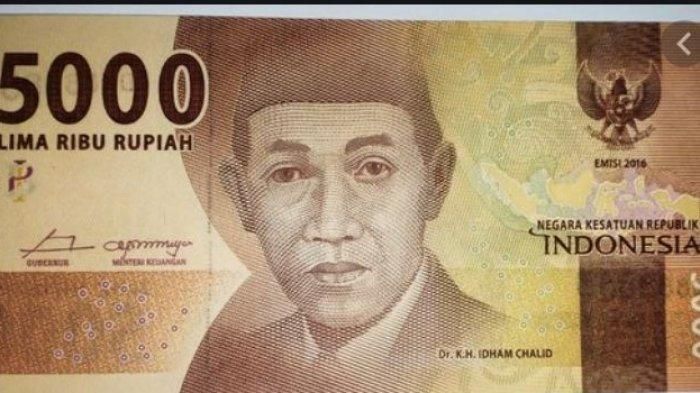 5000
LIMA RIBU RUPIAH
GUBERNUR
MENTERI KEUANGAN
EMISI 2016
NEGARA KESATUAN REPUBLIK
INDONESIA
Dr. K.H. IDHAM CHALID